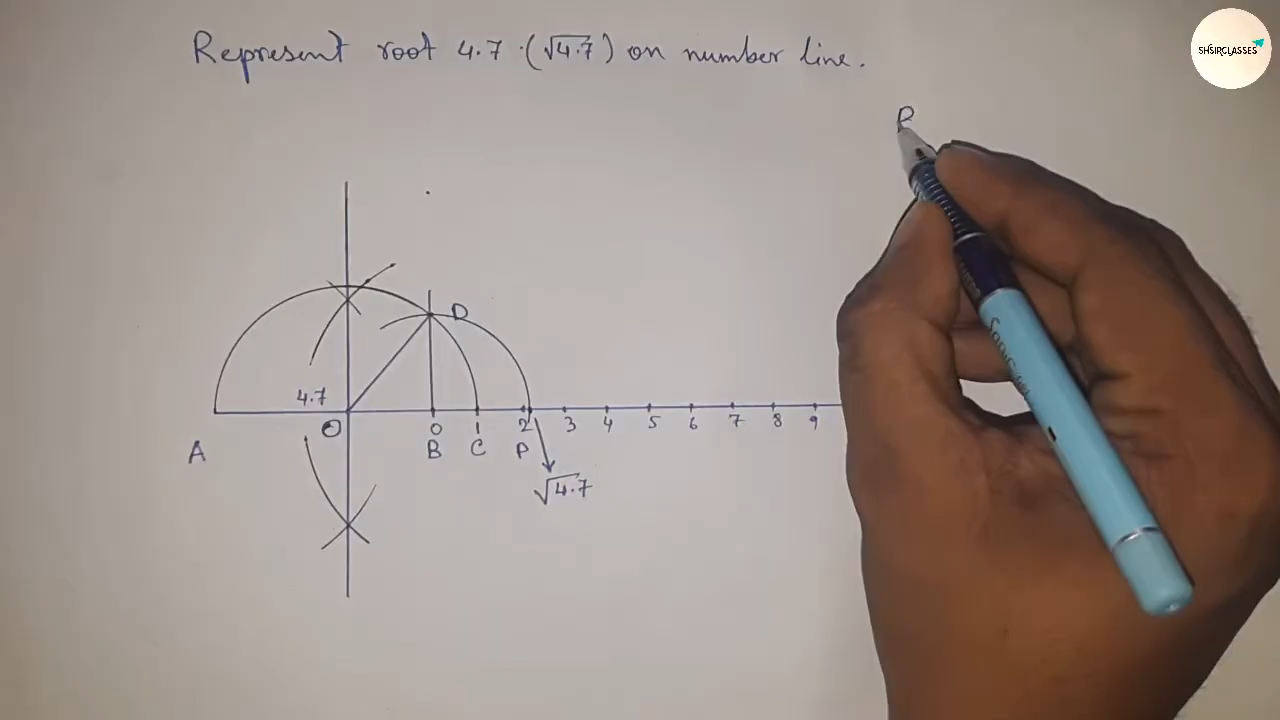 Represent root 4.7 (√4.7) on number line.
SHSIRCLASSES
D
4.7
O
0 1 2 3 4 5 6 7 8 9
A B C P
√4.7